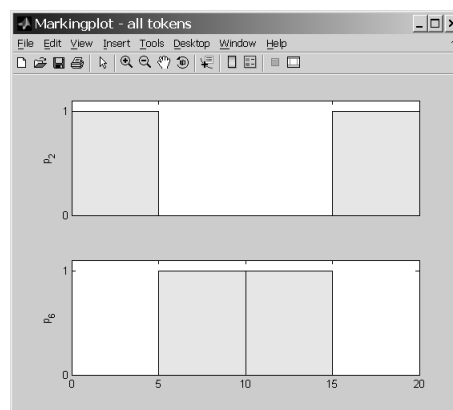 Markingplot - all tokens
File Edit View Insert Tools Desktop Window Help
1
p2
0
1
p6
0
0 5 10 15 20